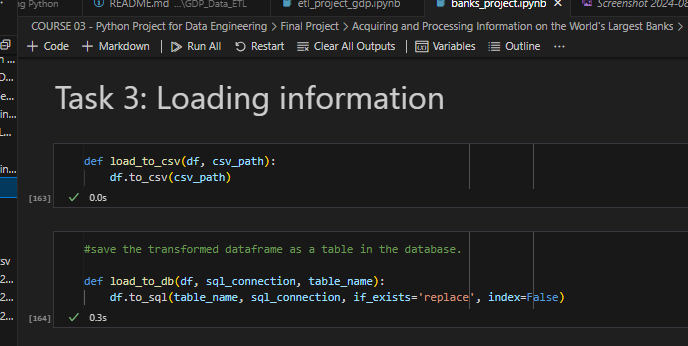 ng Python README.md ...\GDP_Data_ETL etl_project_gdp.ipynb banks_project.ipynb Screenshot 2024-08
COURSE 03 - Python Project for Data Engineering > Final Project > Acquiring and Processing Information on the World's Largest Banks >
+ Code + Markdown | Run All Restart Clear All Outputs | Variables Outline ...
Task 3: Loading information
def load_to_csv(df, csv_path):
df.to_csv(csv_path)
[163] 0.0s
#save the transformed dataframe as a table in the database.
def load_to_db(df, sql_connection, table_name):
df.to_sql(table_name, sql_connection, if_exists='replace', index=False)
[164] 0.3s